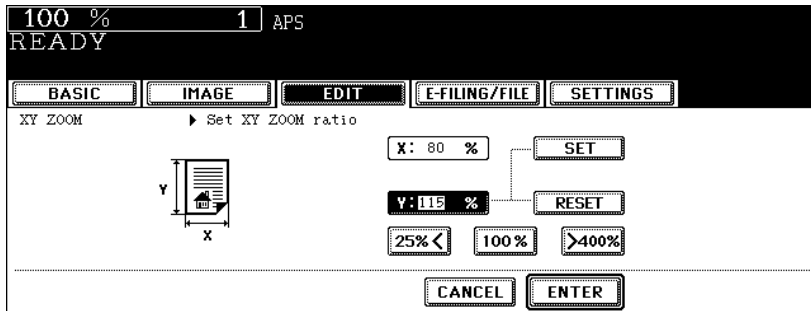 100 % 1 APS
READY
BASIC IMAGE EDIT E-FILING/FILE SETTINGS
XY ZOOM ▶ Set XY ZOOM ratio
X: 80 % SET
Y
Y:115 % RESET
X
25%< 100% >400%
CANCEL ENTER